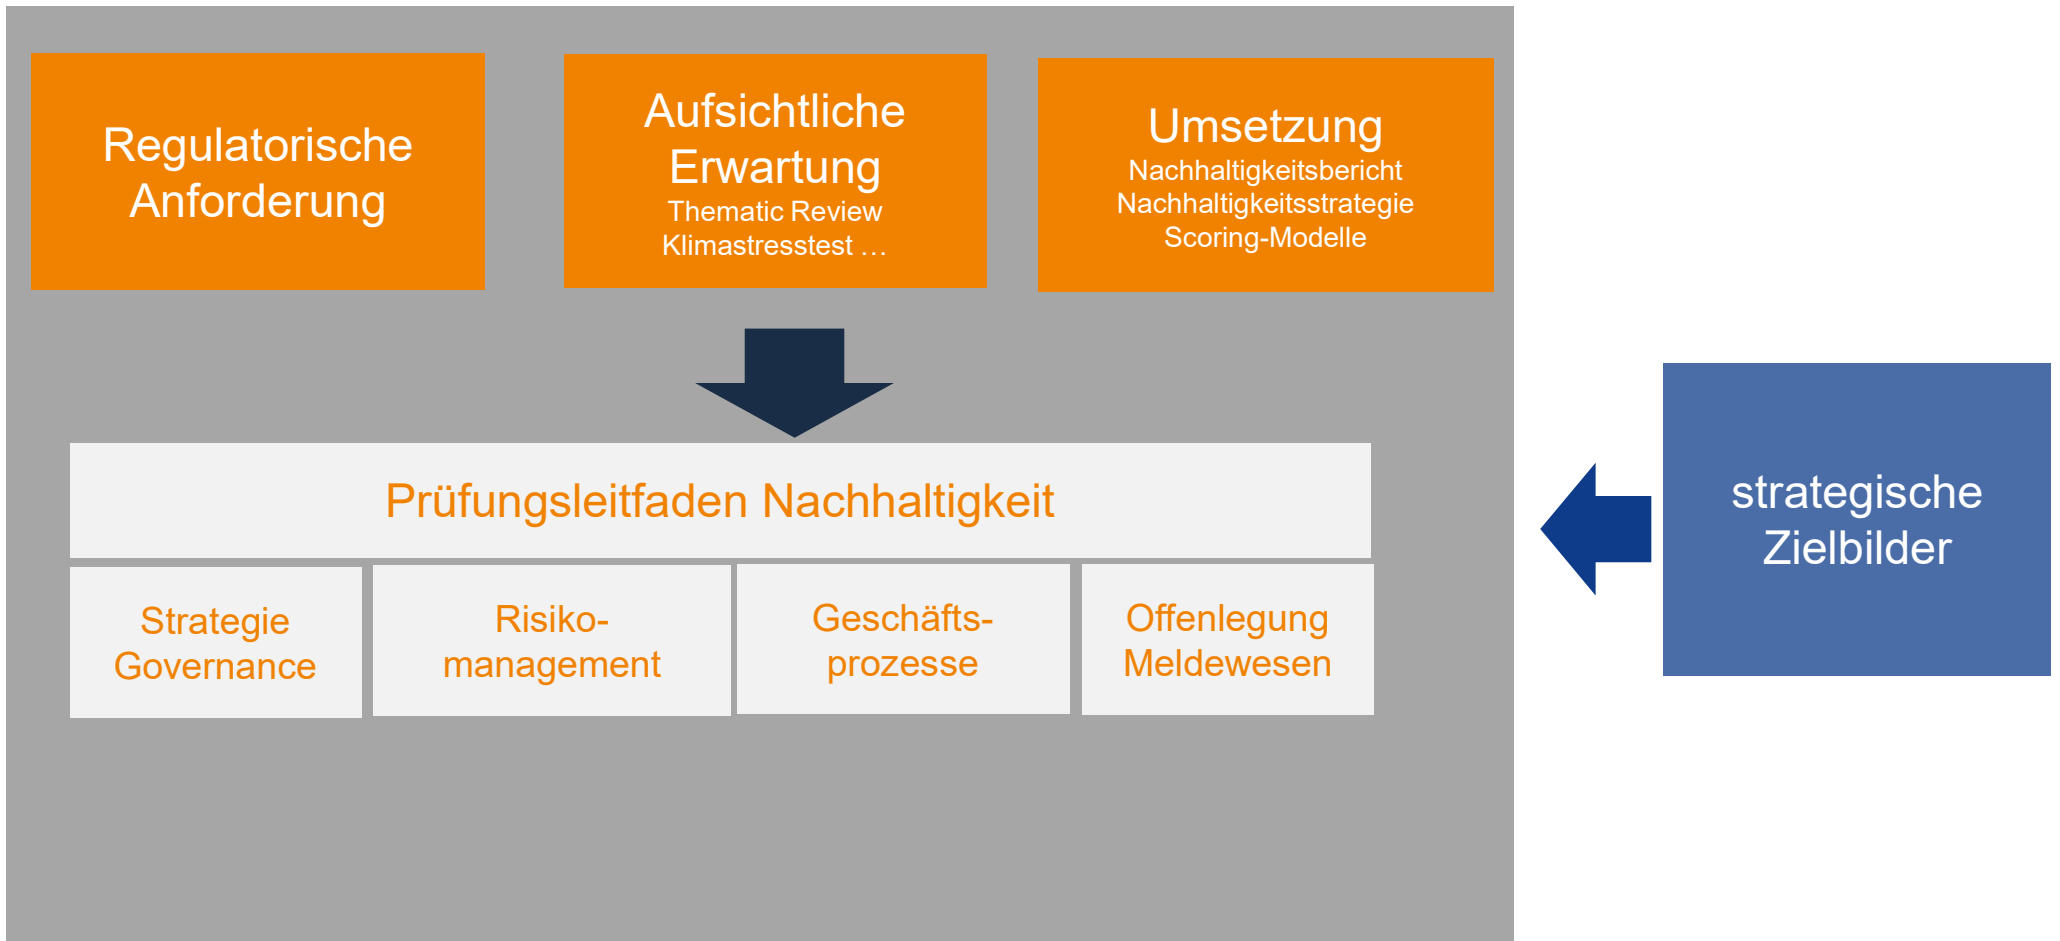 Regulatorische
Anforderung
Aufsichtliche
Erwartung
Thematic Review
Klimastresstest …
Umsetzung
Nachhaltigkeitsbericht
Nachhaltigkeitsstrategie
Scoring-Modelle
Prüfungsleitfaden Nachhaltigkeit
Strategie
Governance
Risiko-
management
Geschäfts-
prozesse
Offenlegung
Meldewesen
strategische
Zielbilder